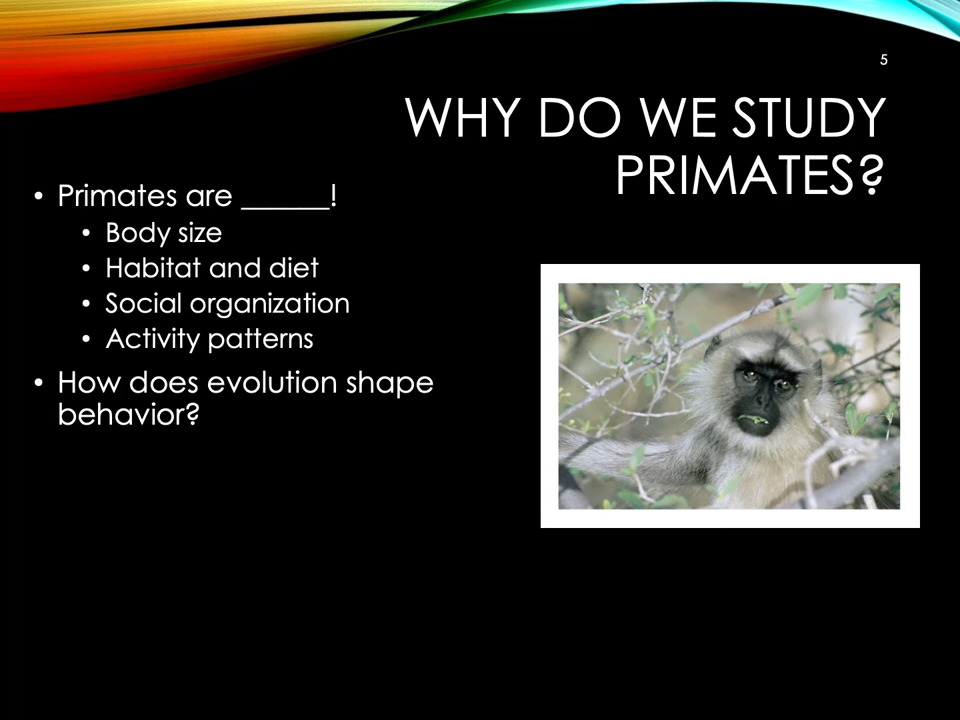 5
WHY DO WE STUDY
PRIMATES?
• Primates are ______!
• Body size
• Habitat and diet
• Social organization
• Activity patterns
• How does evolution shape
behavior?